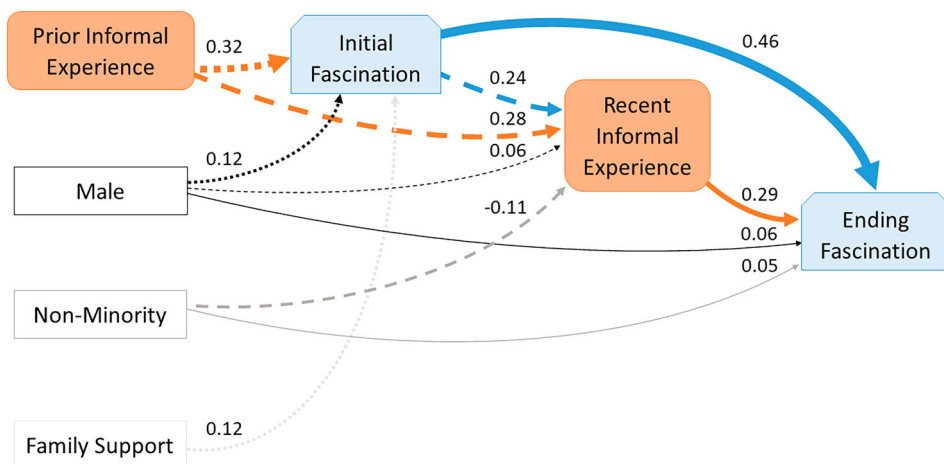 Prior Informal
Experience
0.32
Initial
Fascination
0.46
0.24
Recent
Informal
Experience
0.28
0.06
0.12
Male
-0.11
0.29
Ending
Fascination
0.06
0.05
Non-Minority
Family Support
0.12